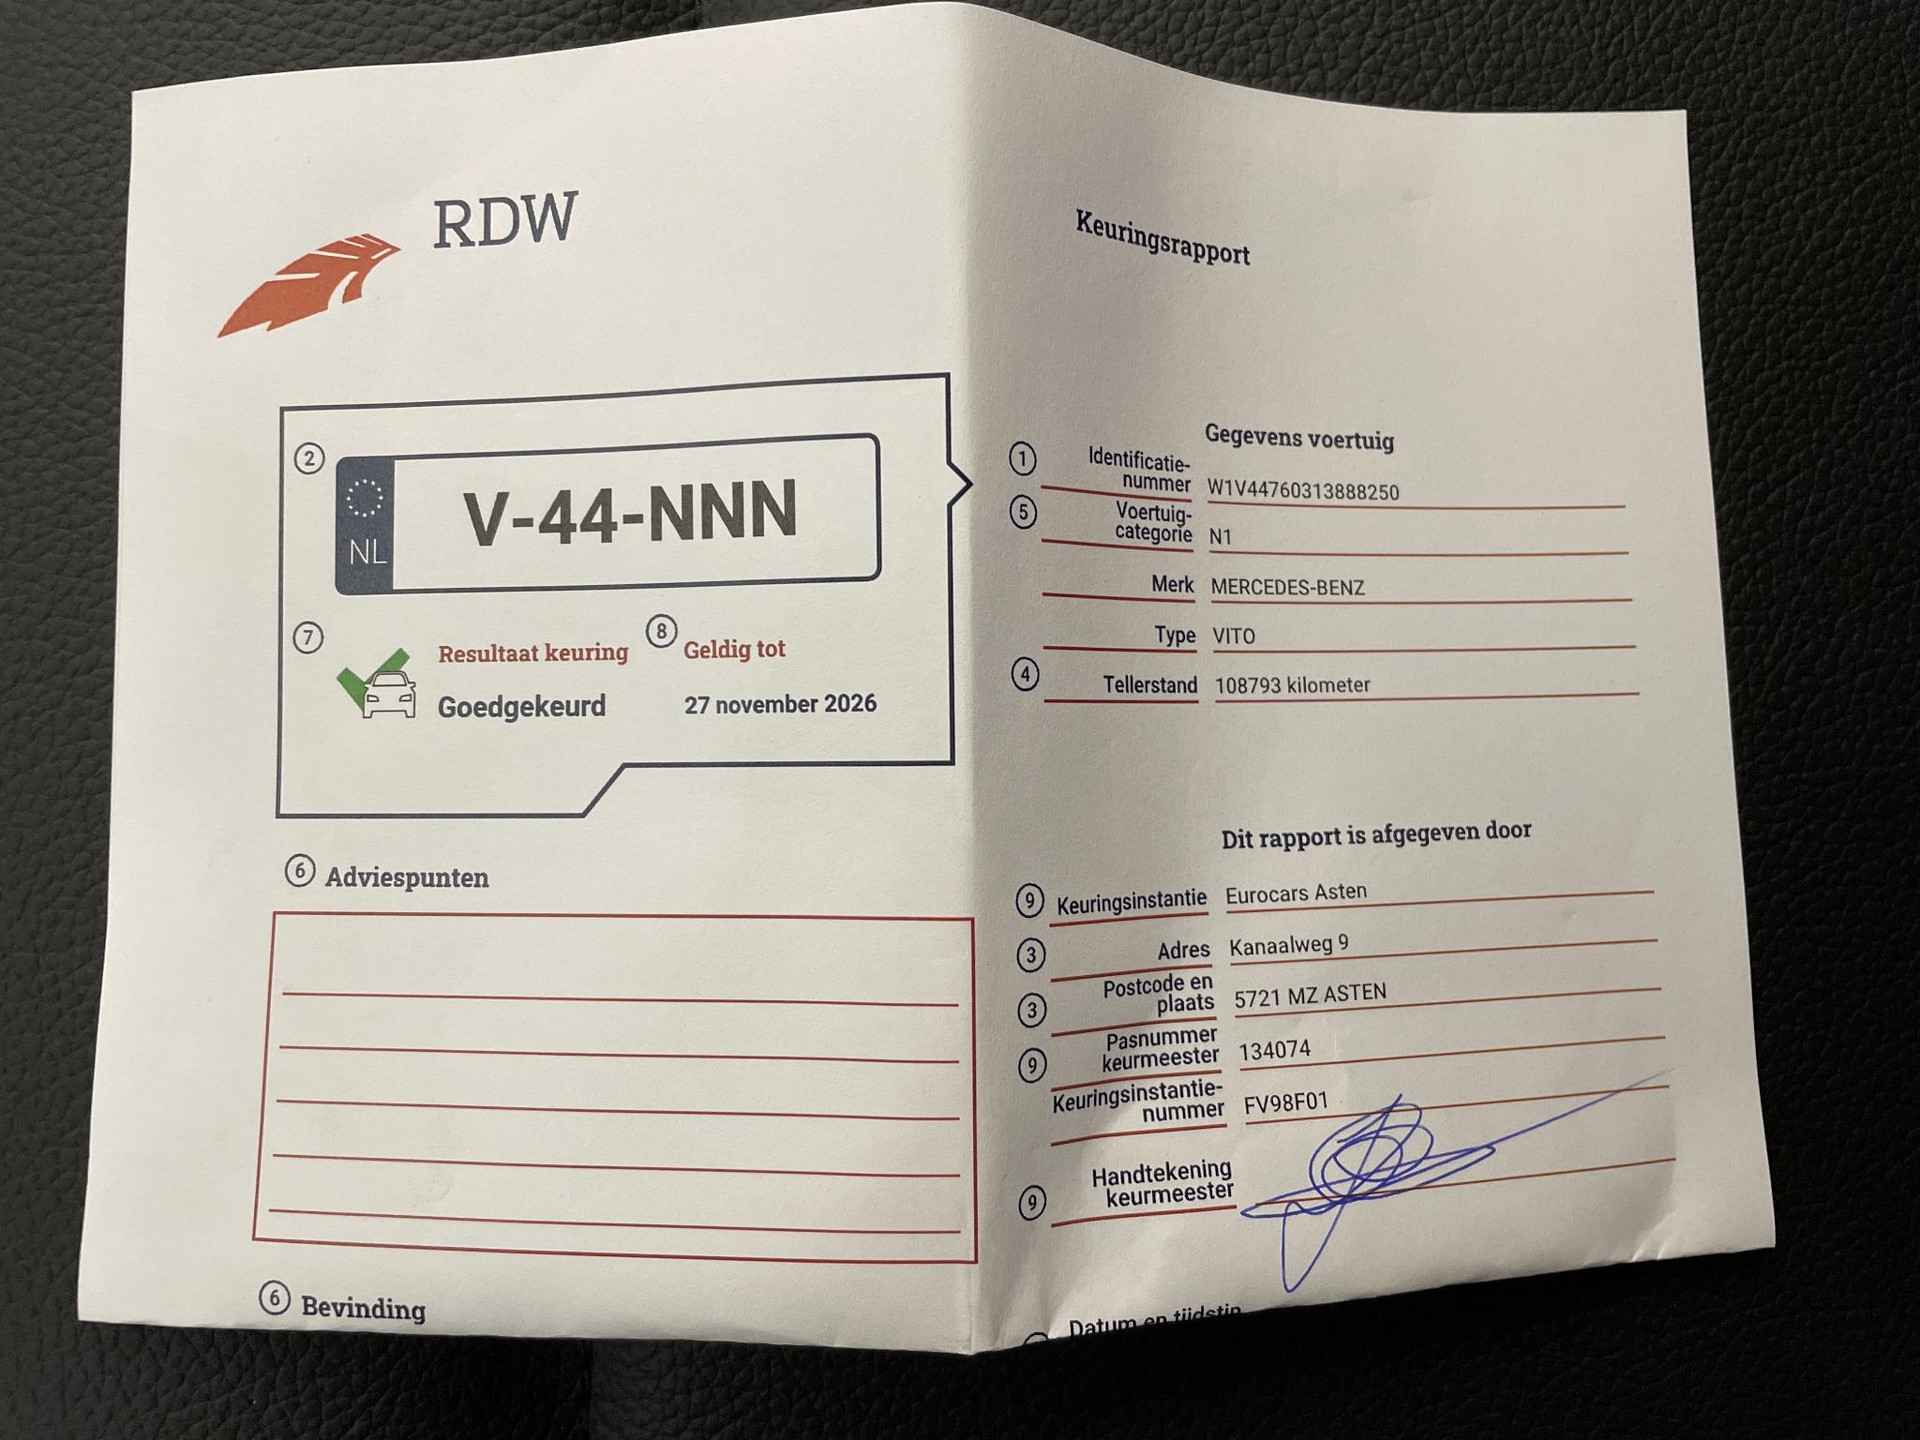 RDW
Keuringsrapport
2
NL
V-44-NNN
7
Resultaat keuring
Goedgekeurd
8
Geldig tot
27 november 2026
6 Adviespunten
6 Bevinding
Gegevens voertuig
1 Identificatie-
nummer W1V44760313888250
5 Voertuig-
categorie N1
Merk MERCEDES-BENZ
Type VITO
4 Tellerstand 108793 kilometer
Dit rapport is afgegeven door
9 Keuringsinstantie Eurocars Asten
3 Adres Kanaalweg 9
3 Postcode en
plaats 5721 MZ ASTEN
9 Pasnummer
keurmeester 134074
Keuringsinstantie-
nummer FV98F01
9 Handtekening
keurmeester
Datum en tijdstip